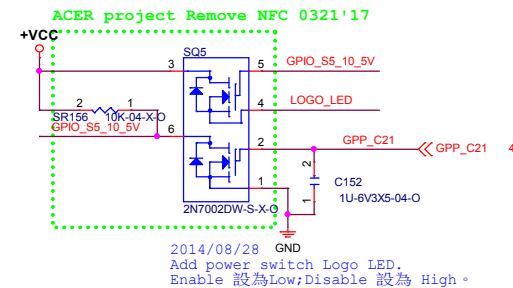 ACER project Remove NFC 0321'17
+VCC
SQ5
3
5
GPIO_S5_10_5V
4
LOGO_LED
2
1
SR156
10K-04-X-O
GPIO_S5_10_5V
6
2
GPP_C21
GPP_C21
4
2
C152
1
1
1U-6V3X5-04-O
2N7002DW-S-X-O
GND
2014/08/28
Add power switch Logo LED.
Enable 設為Low;Disable 設為 High。